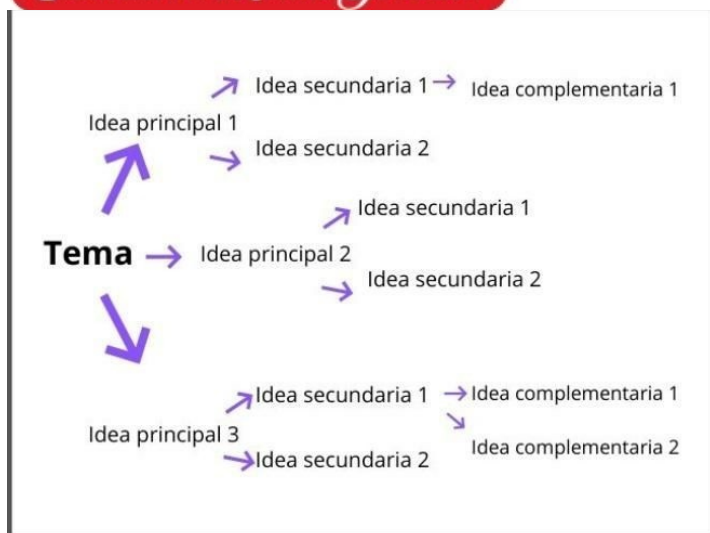 Idea secundaria 1
Idea complementaria 1
Idea principal 1
Idea secundaria 2
Idea secundaria 1
Tema
Idea principal 2
Idea secundaria 2
Idea secundaria 1
Idea complementaria 1
Idea principal 3
Idea complementaria 2
Idea secundaria 2